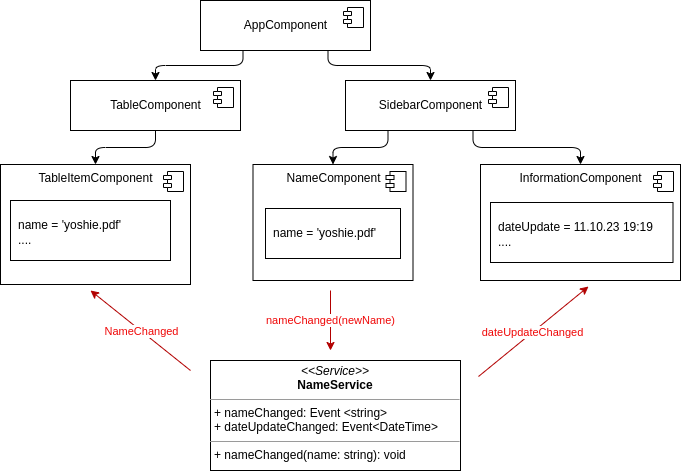 AppComponent
TableComponent
SidebarComponent
TableItemComponent
name = 'yoshie.pdf'
....
NameComponent
name = 'yoshie.pdf'
InformationComponent
dateUpdate = 11.10.23 19:19
....
NameChanged
nameChanged(newName)
dateUpdateChanged
<<Service>>
NameService
+ nameChanged: Event <string>
+ dateUpdateChanged: Event<DateTime>
+ nameChanged(name: string): void